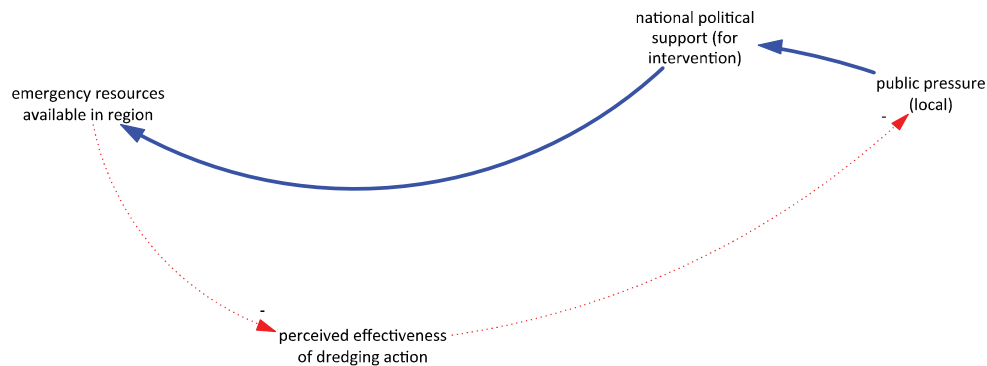 national political
support (for
intervention)
public pressure
(local)
-
emergency resources
available in region
-
perceived effectiveness
of dredging action